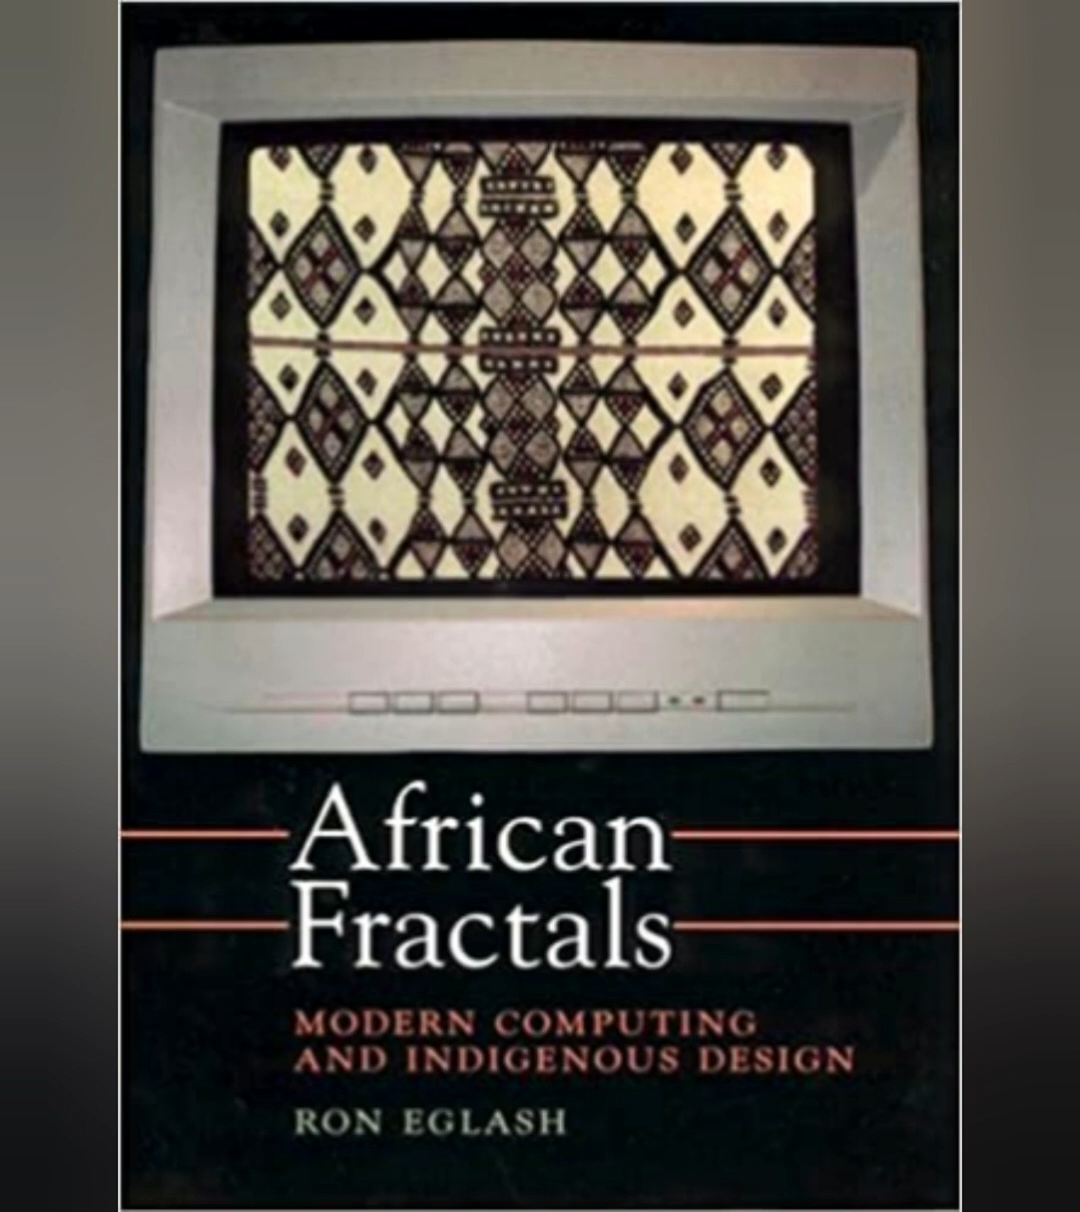 African
Fractals
MODERN COMPUTING
AND INDIGENOUS DESIGN
RON EGLASH